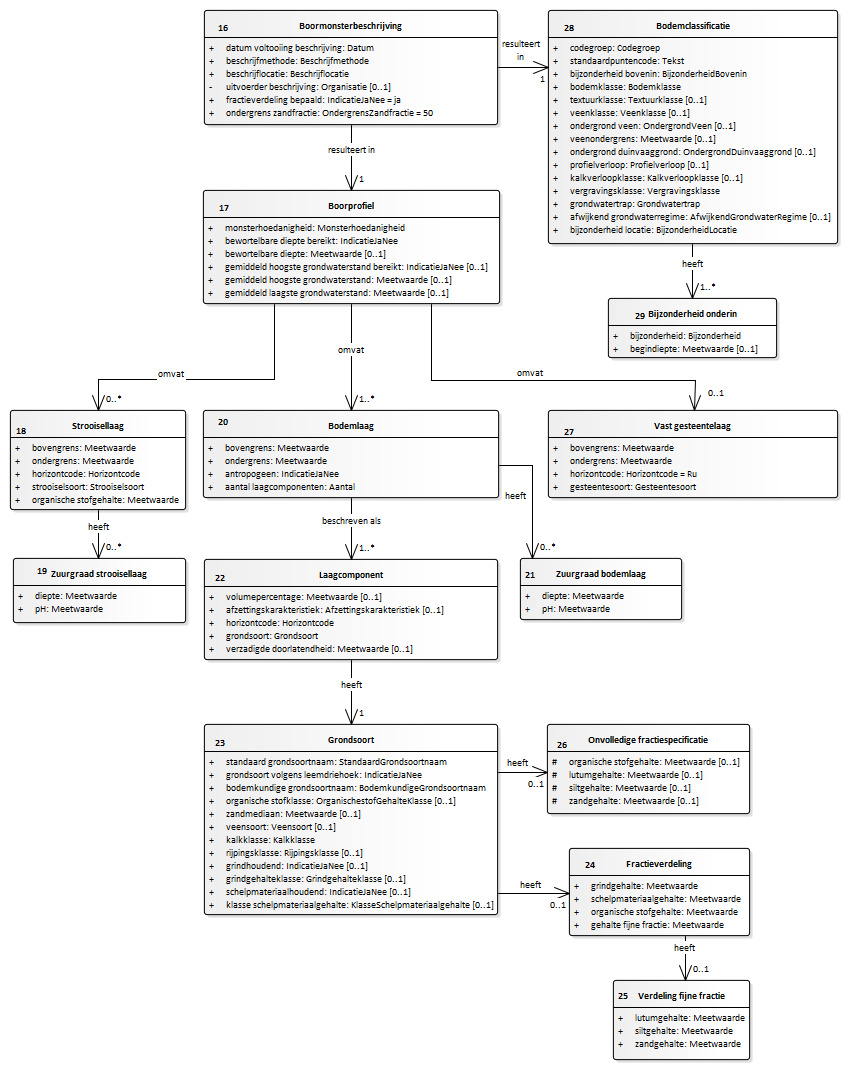 16 Boormonsterbeschrijving
+ datum voltooiing beschrijving: Datum
+ beschrijfmethode: Beschrijfmethode
+ beschrijflocatie: Beschrijflocatie
- uitvoerder beschrijving: Organisatie [0..1]
+ fractieverdeling bepaald: IndicatieJaNee = ja
+ ondergrens zandfractie: OndergrensZandfractie = 50
resulteert
in
1
28 Bodemclassificatie
+ codegroep: Codegroep
+ standaardpuntencode: Tekst
+ bijzonderheid bovenin: BijzonderheidBovenin
+ bodemklasse: Bodemklasse
+ textuurklasse: Textuurklasse [0..1]
+ veenklasse: Veenklasse [0..1]
+ ondergrond veen: OndergrondVeen [0..1]
+ veenondergrens: Meetwaarde [0..1]
+ ondergrond duinvaaggrond: OndergrondDuinvaaggrond [0..1]
+ profielverloop: Profielverloop [0..1]
+ kalkverloopklasse: Kalkverloopklasse [0..1]
+ vergravingsklasse: Vergravingsklasse
+ grondwatertrap: Grondwatertrap
+ afwijkend grondwaterregime: AfwijkendGrondwaterRegime [0..1]
+ bijzonderheid locatie: BijzonderheidLocatie
resulteert in
1
17 Boorprofiel
+ monsterhoedanigheid: Monsterhoedanigheid
+ bewortelbare diepte bereikt: IndicatieJaNee
+ bewortelbare diepte: Meetwaarde [0..1]
+ gemiddeld hoogste grondwaterstand bereikt: IndicatieJaNee [0..1]
+ gemiddeld hoogste grondwaterstand: Meetwaarde [0..1]
+ gemiddeld laagste grondwaterstand: Meetwaarde [0..1]
heeft
1..*
29 Bijzonderheid onderin
+ bijzonderheid: Bijzonderheid
+ begindiepte: Meetwaarde [0..1]
omvat
0..*
omvat
1..*
omvat
0..1
18 Strooisellaag
+ bovengrens: Meetwaarde
+ ondergrens: Meetwaarde
+ horizontcode: Horizontcode
+ strooiselsoort: Strooiselsoort
+ organische stofgehalte: Meetwaarde
20 Bodemlaag
+ bovengrens: Meetwaarde
+ ondergrens: Meetwaarde
+ antropogeen: IndicatieJaNee
+ aantal laagcomponenten: Aantal
27 Vast gesteentelaag
+ bovengrens: Meetwaarde
+ ondergrens: Meetwaarde
+ horizontcode: Horizontcode = Ru
+ gesteentesoort: Gesteentesoort
heeft
0..*
beschreven als
1..*
heeft
0..*
19 Zuurgraad strooisellaag
+ diepte: Meetwaarde
+ pH: Meetwaarde
22 Laagcomponent
+ volumepercentage: Meetwaarde [0..1]
+ afzettingskarakteristiek: Afzettingskarakteristiek [0..1]
+ horizontcode: Horizontcode
+ grondsoort: Grondsoort
+ verzadigde doorlatendheid: Meetwaarde [0..1]
21 Zuurgraad bodemlaag
+ diepte: Meetwaarde
+ pH: Meetwaarde
heeft
1
23 Grondsoort
+ standaard grondsoortnaam: StandaardGrondsoortnaam
+ grondsoort volgens leemdriehoek: IndicatieJaNee
+ bodemkundige grondsoortnaam: BodemkundigeGrondsoortnaam
+ organische stofklasse: OrganischestofGehalteKlasse [0..1]
+ zandmediaan: Meetwaarde [0..1]
+ veensoort: Veensoort [0..1]
+ kalkklasse: Kalkklasse
+ rijpingsklasse: Rijpingsklasse [0..1]
+ grindhoudend: IndicatieJaNee [0..1]
+ grindgehalteklasse: Grindgehalteklasse [0..1]
+ schelpmateriaalhoudend: IndicatieJaNee [0..1]
+ klasse schelpmateriaalgehalte: KlasseSchelpmateriaalgehalte [0..1]
heeft
0..1
26 Onvolledige fractiespecificatie
# organische stofgehalte: Meetwaarde [0..1]
# lutumgehalte: Meetwaarde [0..1]
# siltgehalte: Meetwaarde [0..1]
# zandgehalte: Meetwaarde [0..1]
heeft
0..1
24 Fractieverdeling
+ grindgehalte: Meetwaarde
+ schelpmateriaalgehalte: Meetwaarde
+ organische stofgehalte: Meetwaarde
+ gehalte fijne fractie: Meetwaarde
heeft
0..1
25 Verdeling fijne fractie
+ lutumgehalte: Meetwaarde
+ siltgehalte: Meetwaarde
+ zandgehalte: Meetwaarde